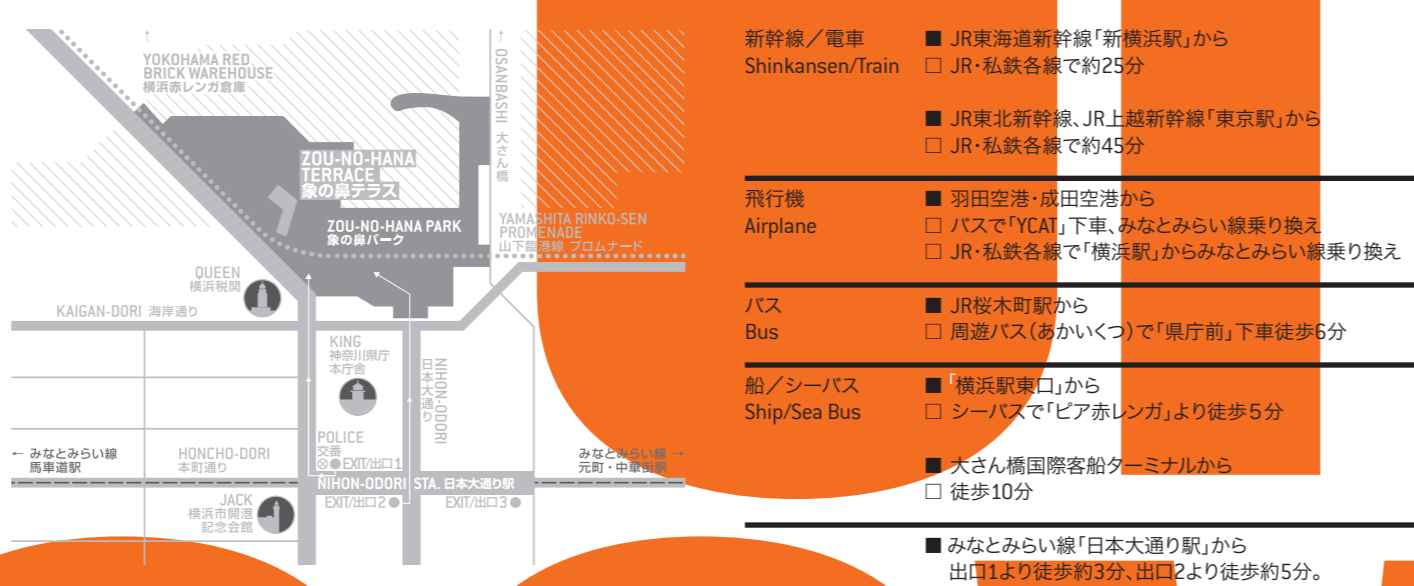 ↑
YOKOHAMA RED
BRICK WAREHOUSE
横浜赤レンガ倉庫
↑
OSANBASHI 大さん橋
ZOU-NO-HANA
TERRACE
象の鼻テラス
ZOU-NO-HANA PARK
象の鼻パーク
YAMASHITA RINKO-SEN
PROMENADE
山下臨港線 プロムナード
QUEEN
横浜税関
KAIGAN-DORI 海岸通り
KING
神奈川県庁
本庁舎
NIHON-ODORI
日本大通り
POLICE
交番
EXIT/出口1
← みなとみらい線
馬車道駅
HONCHO-DORI
本町通り
みなとみらい線 →
元町・中華街駅
NIHON-ODORI STA. 日本大通り駅
JACK
横浜市開港
記念会館
EXIT/出口2
EXIT/出口3
新幹線／電車
Shinkansen/Train
■ JR東海道新幹線「新横浜駅」から
□ JR・私鉄各線で約25分
■ JR東北新幹線、JR上越新幹線「東京駅」から
□ JR・私鉄各線で約45分
飛行機
Airplane
■ 羽田空港・成田空港から
□ バスで「YCAT」下車、みなとみらい線乗り換え
□ JR・私鉄各線で「横浜駅」からみなとみらい線乗り換え
バス
Bus
■ JR桜木町駅から
□ 周遊バス（あかいくつ）で「県庁前」下車徒歩6分
船／シーバス
Ship/Sea Bus
■ 「横浜駅東口」から
□ シーバスで「ピア赤レンガ」より徒歩5分
■ 大さん橋国際客船ターミナルから
□ 徒歩10分
■ みなとみらい線「日本大通り駅」から
出口1より徒歩約3分、出口2より徒歩約5分。